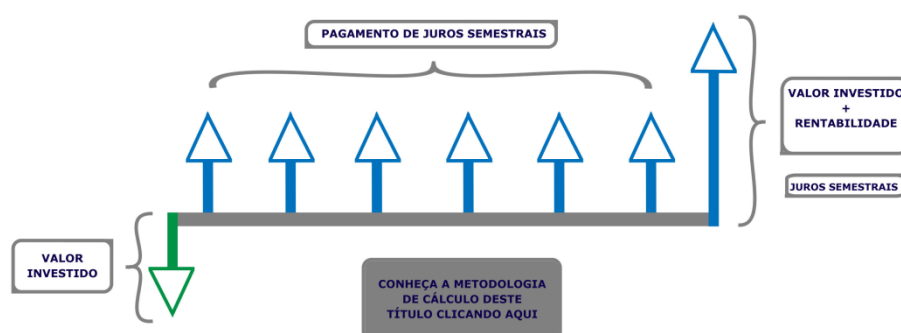 PAGAMENTO DE JUROS SEMESTRAIS
VALOR INVESTIDO
+
RENTABILIDADE
JUROS SEMESTRAIS
VALOR
INVESTIDO
CONHEÇA A METODOLOGIA
DE CÁLCULO DESTE
TÍTULO CLICANDO AQUI